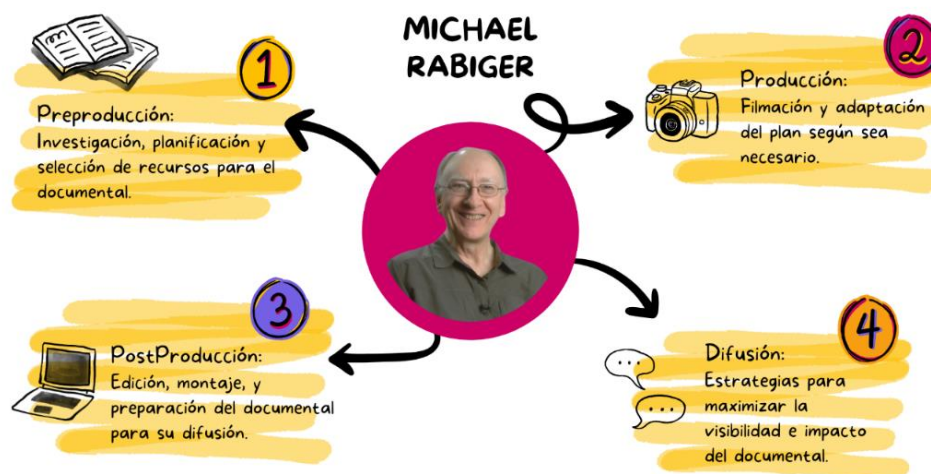 MICHAEL
RABIGER
1
Preproducción:
Investigación, planificación y
selección de recursos para el
documental.
2
Producción:
Filmación y adaptación
del plan según sea
necesario.
3
PostProducción:
Edición, montaje, y
preparación del documental
para su difusión.
4
Difusión:
Estrategias para
maximizar la
visibilidad e impacto
del documental.